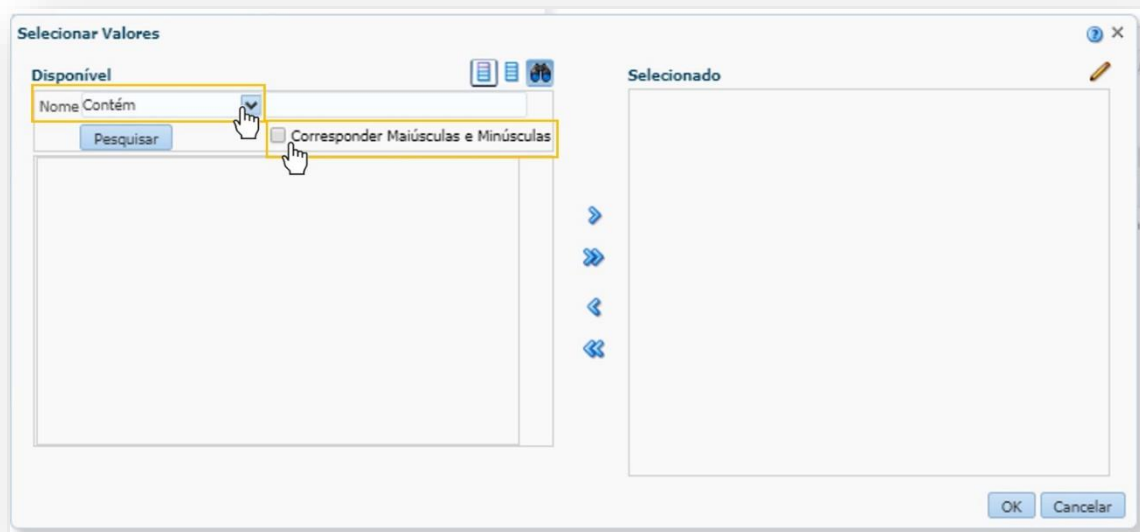 Selecionar Valores
Disponível
Selecionado
Nome Contém
Pesquisar
Corresponder Maiúsculas e Minúsculas
OK
Cancelar